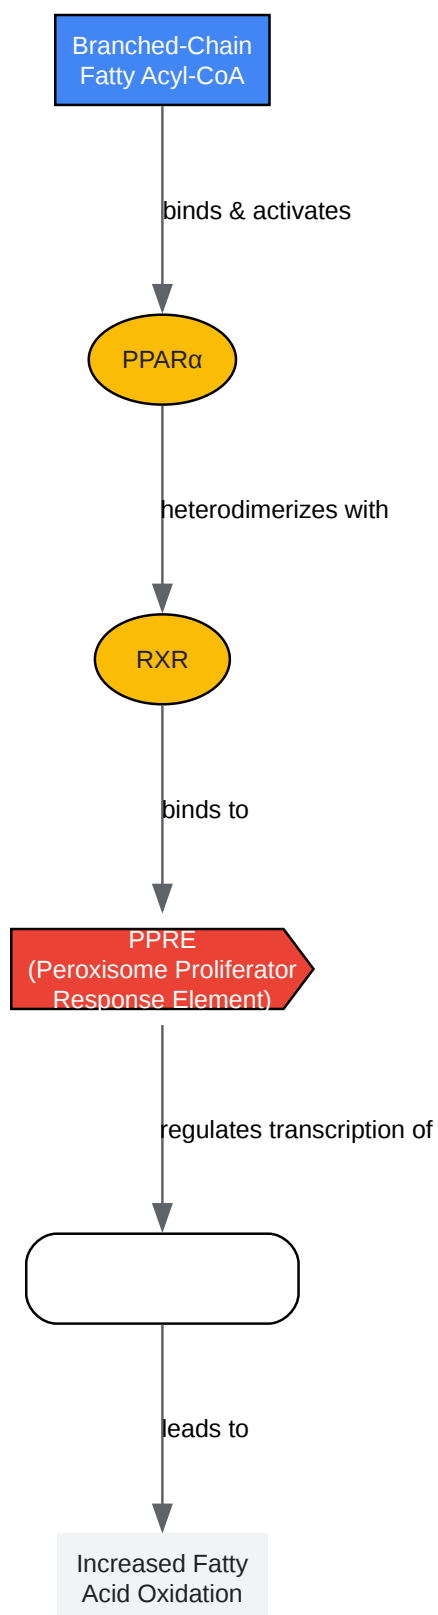 Branched-Chain
Fatty Acyl-CoA
binds & activates
PPARα
heterodimerizes with
RXR
binds to
PPRE
(Peroxisome Proliferator
Response Element)
regulates transcription of
leads to
Increased Fatty
Acid Oxidation